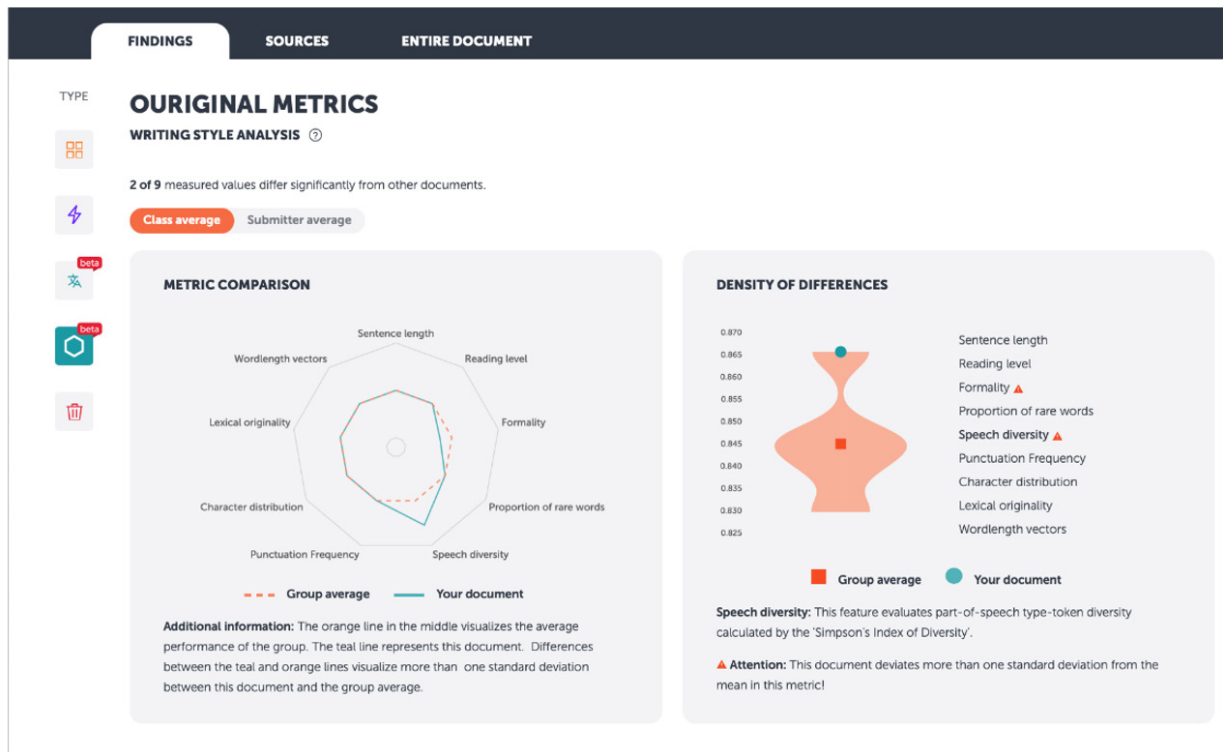 FINDINGS
SOURCES
ENTIRE DOCUMENT
TYPE
beta
beta
OURIGINAL METRICS
WRITING STYLE ANALYSIS ?
2 of 9 measured values differ significantly from other documents.
Class average
Submitter average
METRIC COMPARISON
Sentence length
Wordlength vectors
Reading level
Lexical originality
Formality
Character distribution
Proportion of rare words
Punctuation Frequency
Speech diversity
Group average
Your document
Additional information: The orange line in the middle visualizes the average
performance of the group. The teal line represents this document. Differences
between the teal and orange lines visualize more than one standard deviation
between this document and the group average.
DENSITY OF DIFFERENCES
0.870
0.865
0.860
0.855
0.850
0.845
0.840
0.835
0.830
0.825
Sentence length
Reading level
Formality
Proportion of rare words
Speech diversity
Punctuation Frequency
Character distribution
Lexical originality
Wordlength vectors
Group average
Your document
Speech diversity: This feature evaluates part-of-speech type-token diversity
calculated by the 'Simpson's Index of Diversity'.
Attention: This document deviates more than one standard deviation from the
mean in this metric!